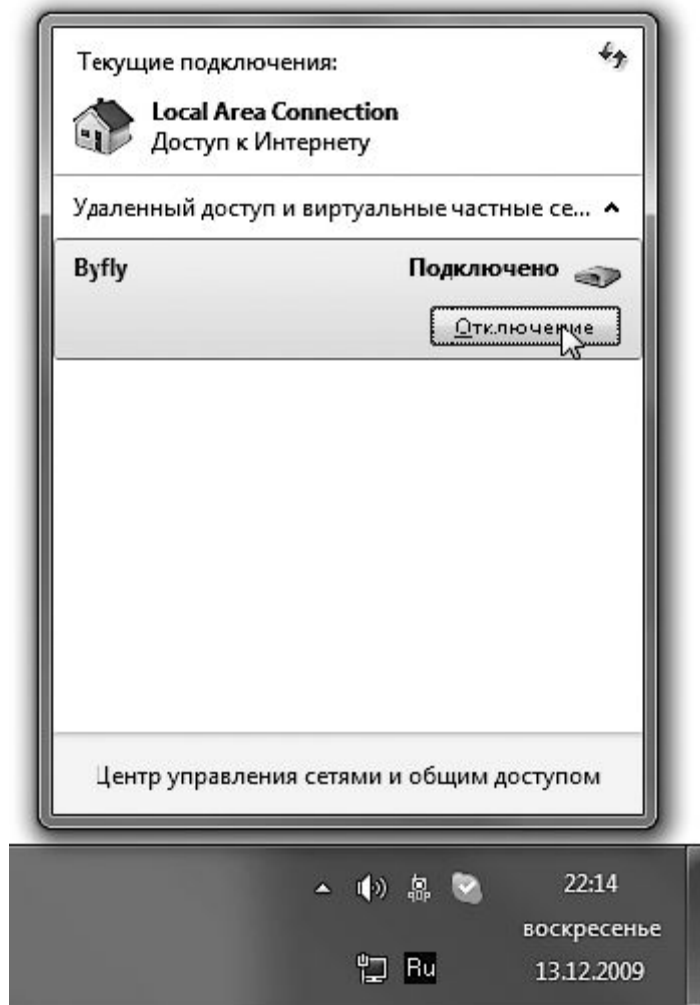 Текущие подключения:
Local Area Connection
Доступ к Интернету
Удаленный доступ и виртуальные частные се...
Byfly Подключено
Отключение
Центр управления сетями и общим доступом
22:14
воскресенье
Ru 13.12.2009